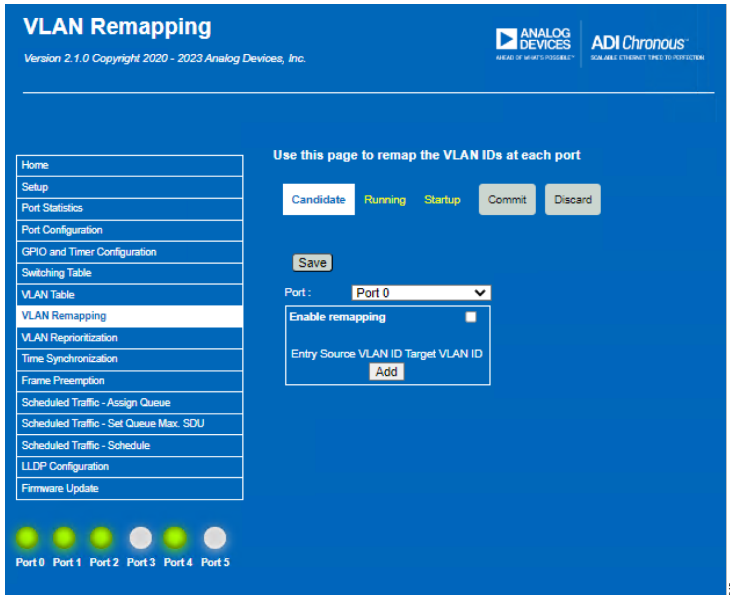 VLAN Remapping
Version 2.1.0 Copyright 2020 - 2023 Analog Devices, Inc.
ANALOG
DEVICES
AHEAD OF WHAT'S POSSIBLE™
ADI Chronous™
SCALABLE ETHERNET TIMED TO PERFECTION
Use this page to remap the VLAN IDs at each port
Candidate Running Startup Commit Discard
Save
Port : Port 0
Enable remapping
Entry Source VLAN ID Target VLAN ID
Add
Home
Setup
Port Statistics
Port Configuration
GPIO and Timer Configuration
Switching Table
VLAN Table
VLAN Remapping
VLAN Reprioritization
Time Synchronization
Frame Preemption
Scheduled Traffic - Assign Queue
Scheduled Traffic - Set Queue Max. SDU
Scheduled Traffic - Schedule
LLDP Configuration
Firmware Update
Port 0 Port 1 Port 2 Port 3 Port 4 Port 5